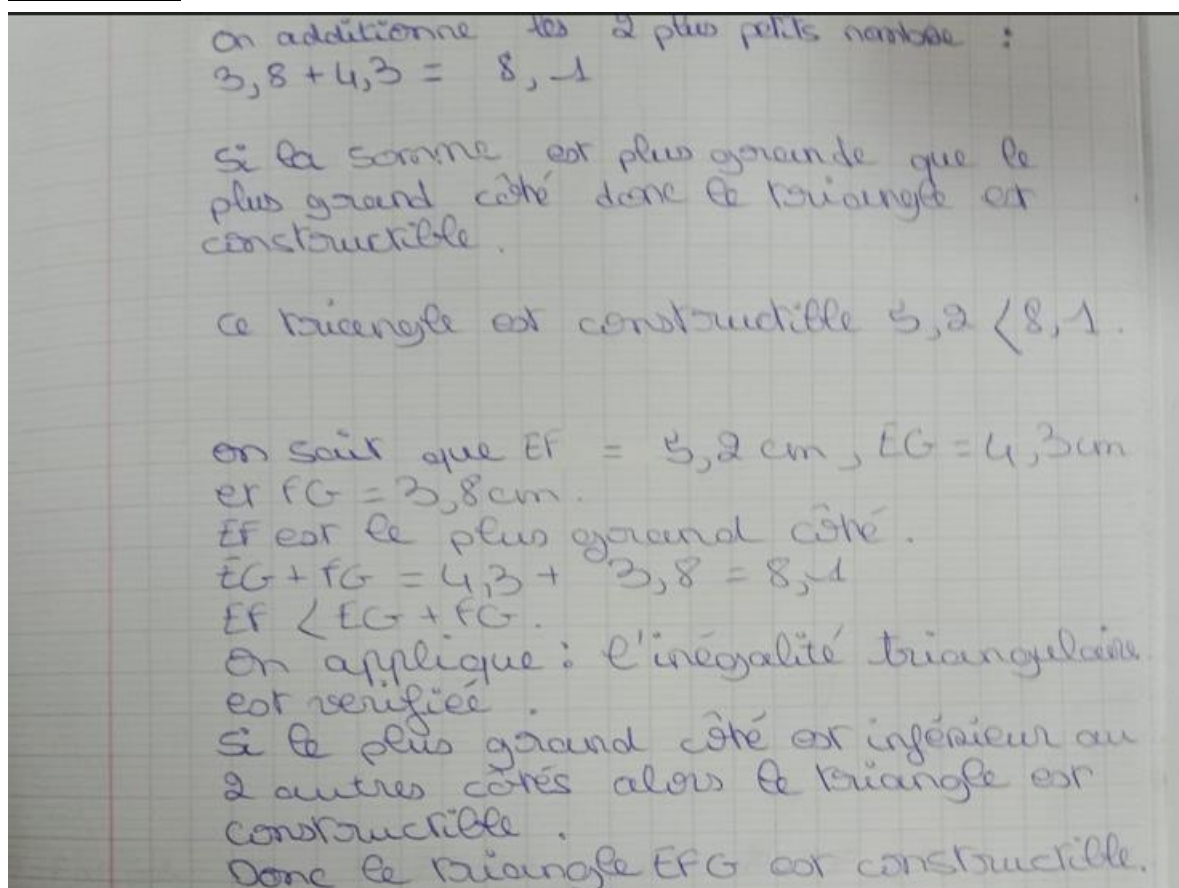 on additionne les 2 plus petits nombre :
3,8 + 4,3 = 8,1
Si la somme est plus grande que le
plus grand côté donc le triangle est
constructible.
ce triangle est constructible 5,2 < 8,1.
on sait que EF = 5,2 cm, EG = 4,3 cm
et FG = 3,8 cm.
EF est le plus grand côté.
EG + FG = 4,3 + 3,8 = 8,1
EF < EG + FG.
on applique : l'inégalité triangulaire
est verifieé.
Si le plus grand côté est inférieur au
2 autres côtés alors le triangle est
constructible.
Donc le triangle EFG est constructible.